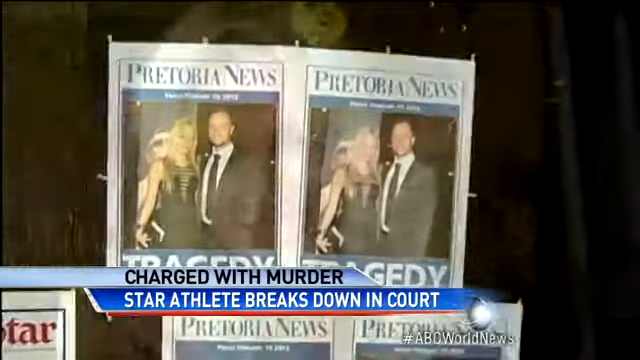 PRETORIA NEWS
PRETORIA NEWS
TRAGEDY
TRAGEDY
CHARGED WITH MURDER
STAR ATHLETE BREAKS DOWN IN COURT
Star
PRETORIA NEWS
PRETORIA NEWS
#ABCWorldNews